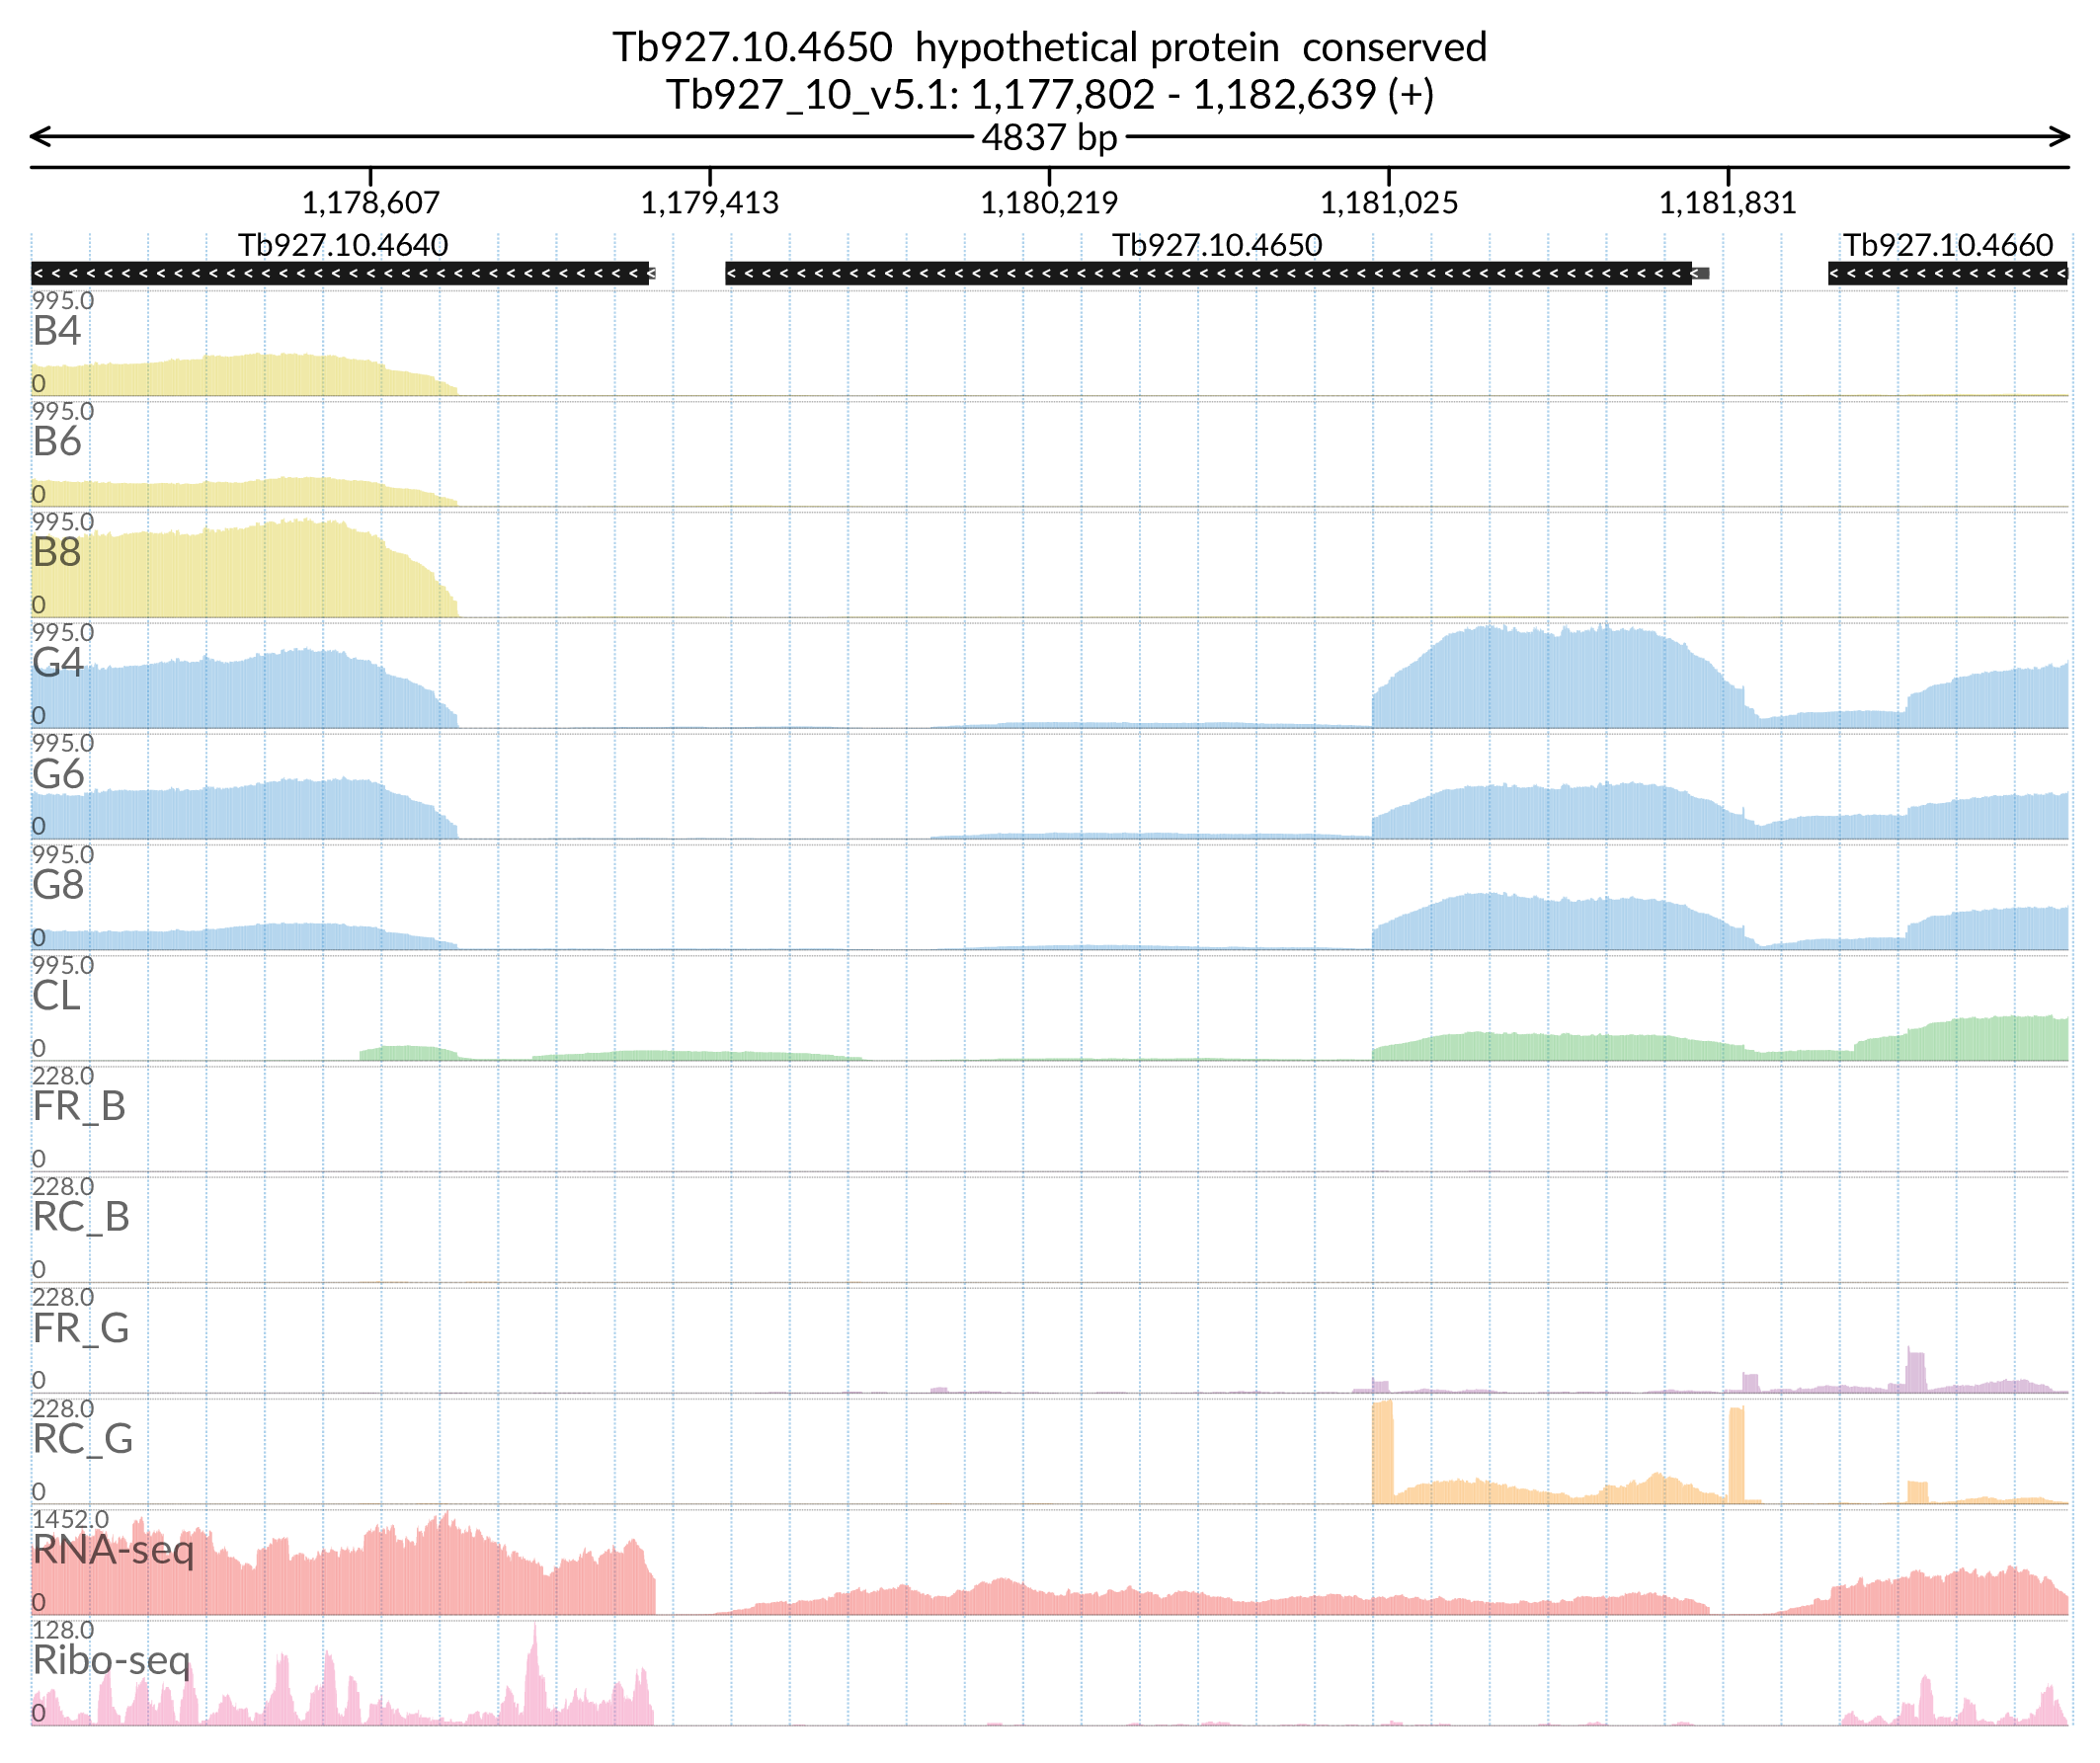 Tb927.10.4650 hypothetical protein conserved
Tb927_10_v5.1: 1,177,802 - 1,182,639 (+)
4837 bp
1,178,607 1,179,413 1,180,219 1,181,025 1,181,831
Tb927.10.4640 Tb927.10.4650 Tb927.10.4660
995.0
B4
0
995.0
B6
0
995.0
B8
0
995.0
G4
0
995.0
G6
0
995.0
G8
0
995.0
CL
0
228.0
FR_B
0
228.0
RC_B
0
228.0
FR_G
0
228.0
RC_G
0
1452.0
RNA-seq
0
128.0
Ribo-seq
0